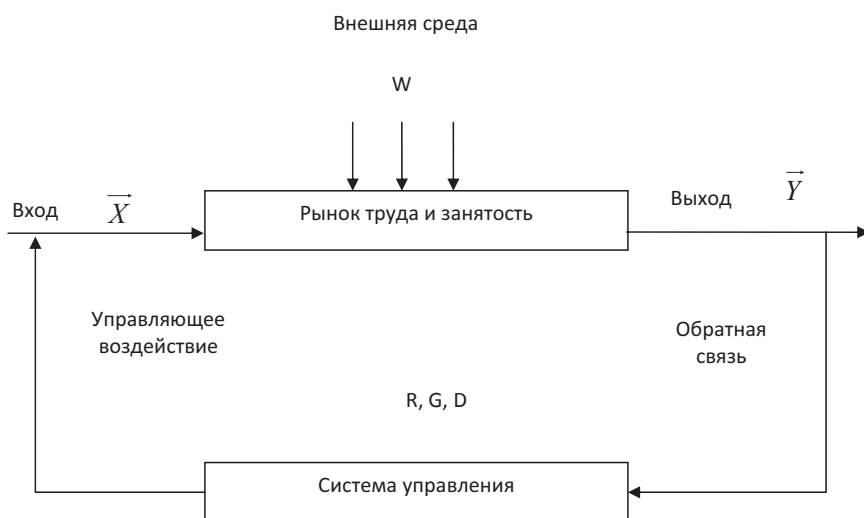 Внешняя среда
W
Вход
X
Рынок труда и занятость
Выход
Y
Управляющее
воздействие
Обратная
связь
R, G, D
Система управления